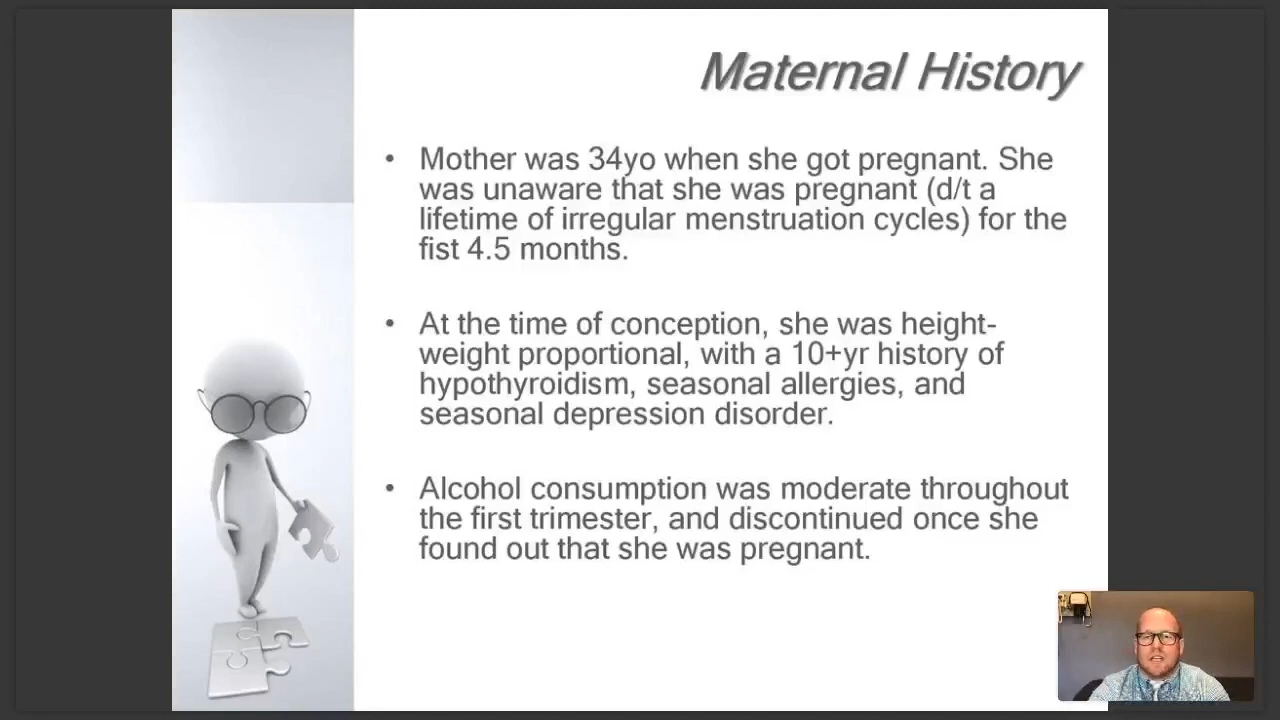 Maternal History
• Mother was 34yo when she got pregnant. She
was unaware that she was pregnant (d/t a
lifetime of irregular menstruation cycles) for the
fist 4.5 months.
• At the time of conception, she was height-
weight proportional, with a 10+yr history of
hypothyroidism, seasonal allergies, and
seasonal depression disorder.
• Alcohol consumption was moderate throughout
the first trimester, and discontinued once she
found out that she was pregnant.